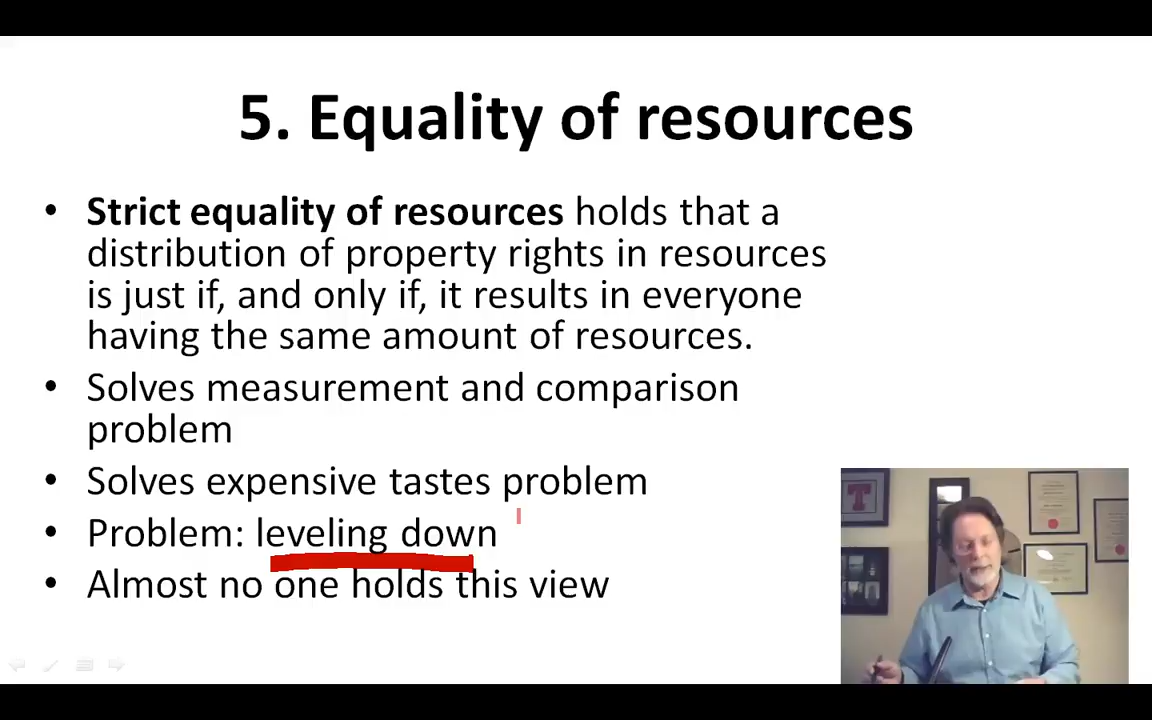 5. Equality of resources
• Strict equality of resources holds that a
distribution of property rights in resources
is just if, and only if, it results in everyone
having the same amount of resources.
• Solves measurement and comparison
problem
• Solves expensive tastes problem
• Problem: leveling down
• Almost no one holds this view
T